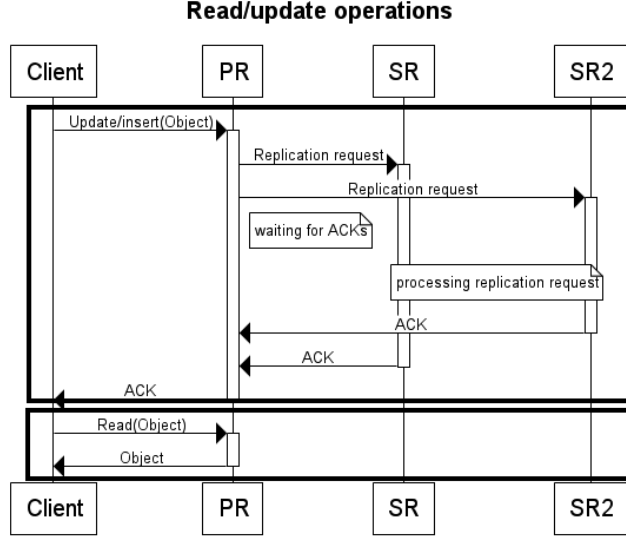 Read/update operations
Client PR SR SR2
Update/insert(Object)
Replication request
Replication request
waiting for ACKs
processing replication request
ACK
ACK
ACK
Read(Object)
Object
Client PR SR SR2